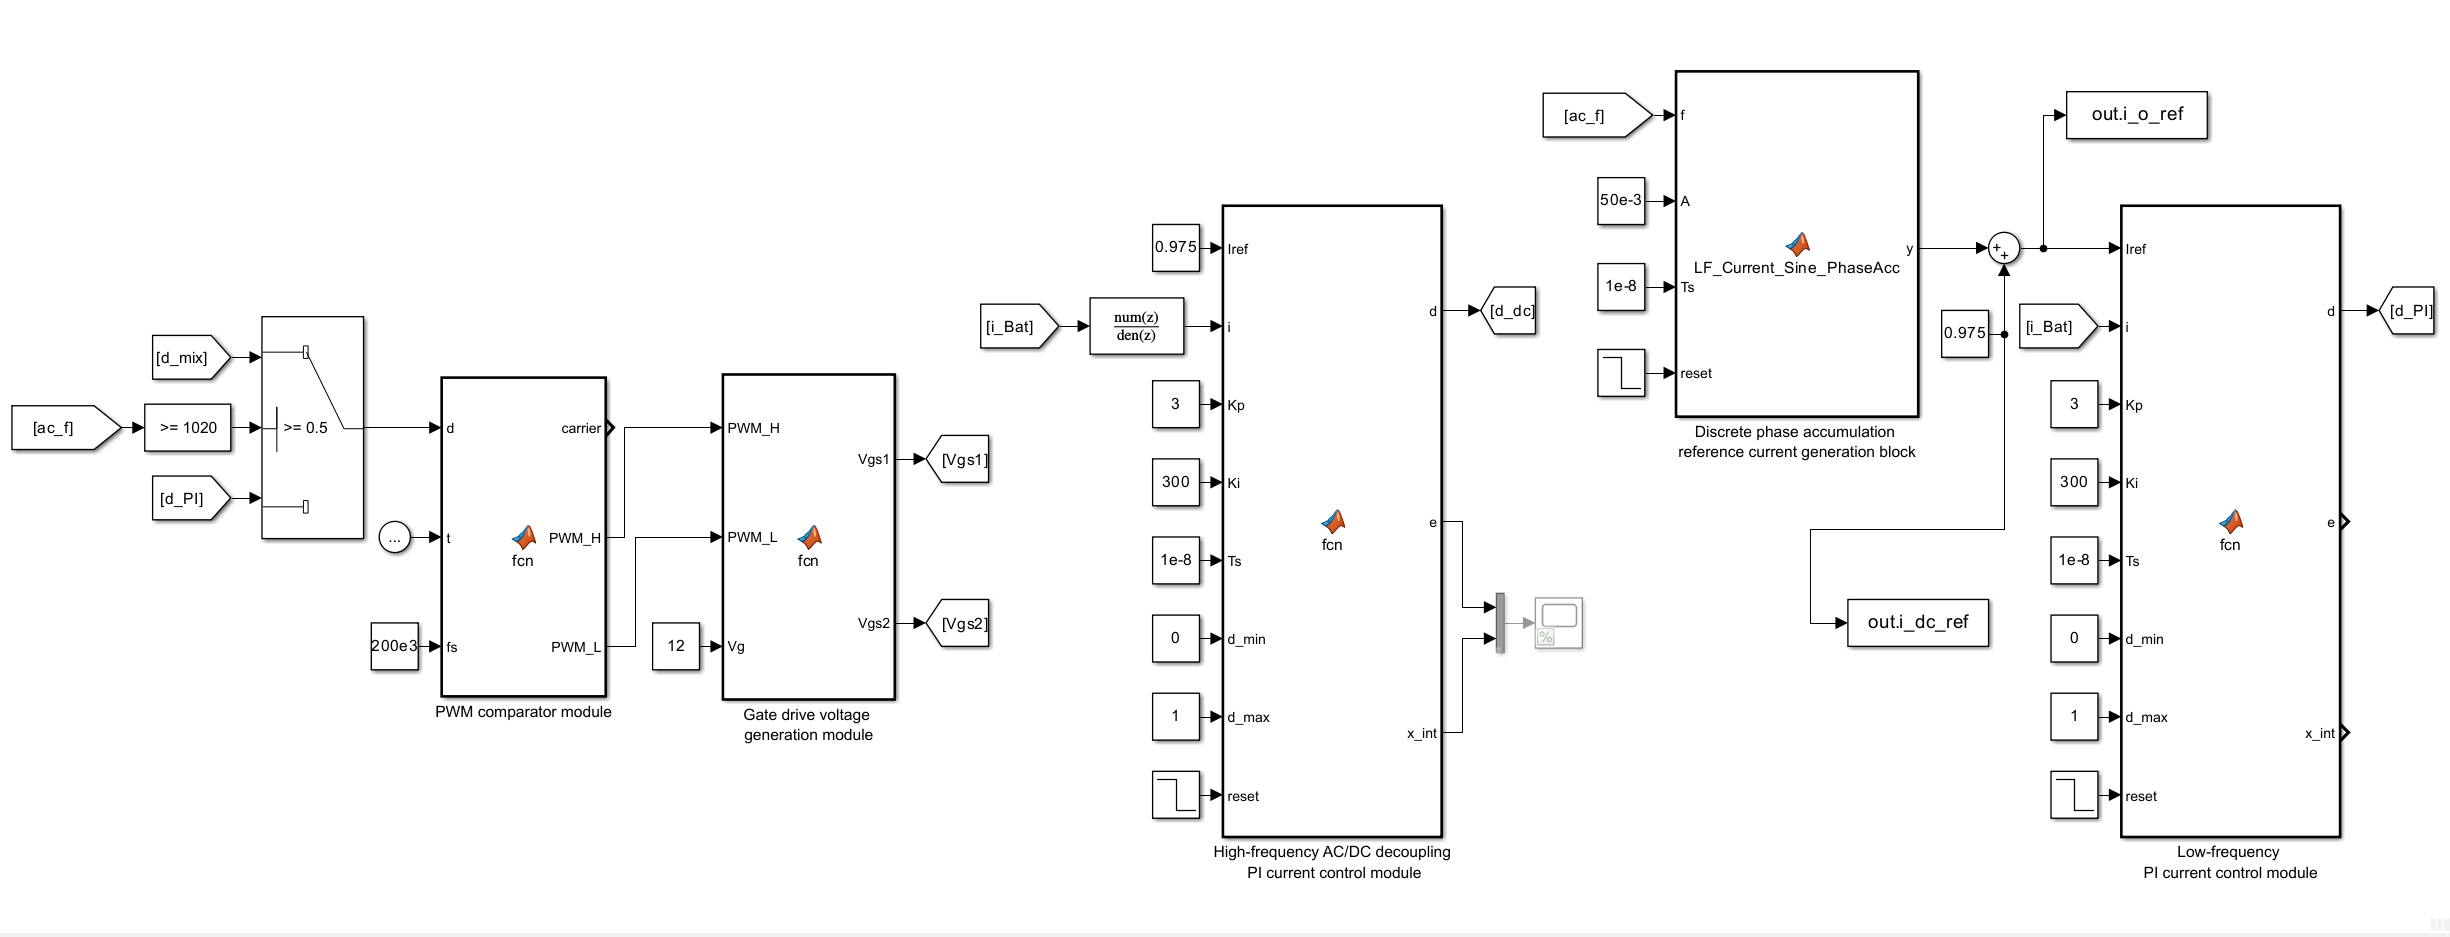 [d_mix]
[ac_f]
>= 1020
>= 0.5
[d_PI]
...
200e3
d
t
fs
carrier
PWM_H
PWM_L
fcn
PWM comparator module
PWM_H
PWM_L
Vg
12
fcn
Vgs1
Vgs2
Gate drive voltage
generation module
[Vgs1]
[Vgs2]
[i_Bat]
num(z)
den(z)
0.975
3
300
1e-8
0
1
Iref
i
Kp
Ki
Ts
d_min
d_max
reset
fcn
d
e
x_int
High-frequency AC/DC decoupling
PI current control module
[d_dc]
%
[ac_f]
50e-3
1e-8
f
A
Ts
reset
LF_Current_Sine_PhaseAcc
y
Discrete phase accumulation
reference current generation block
+
+
0.975
out.i_o_ref
out.i_dc_ref
[i_Bat]
3
300
1e-8
0
1
Iref
i
Kp
Ki
Ts
d_min
d_max
reset
fcn
d
e
x_int
Low-frequency
PI current control module
[d_PI]